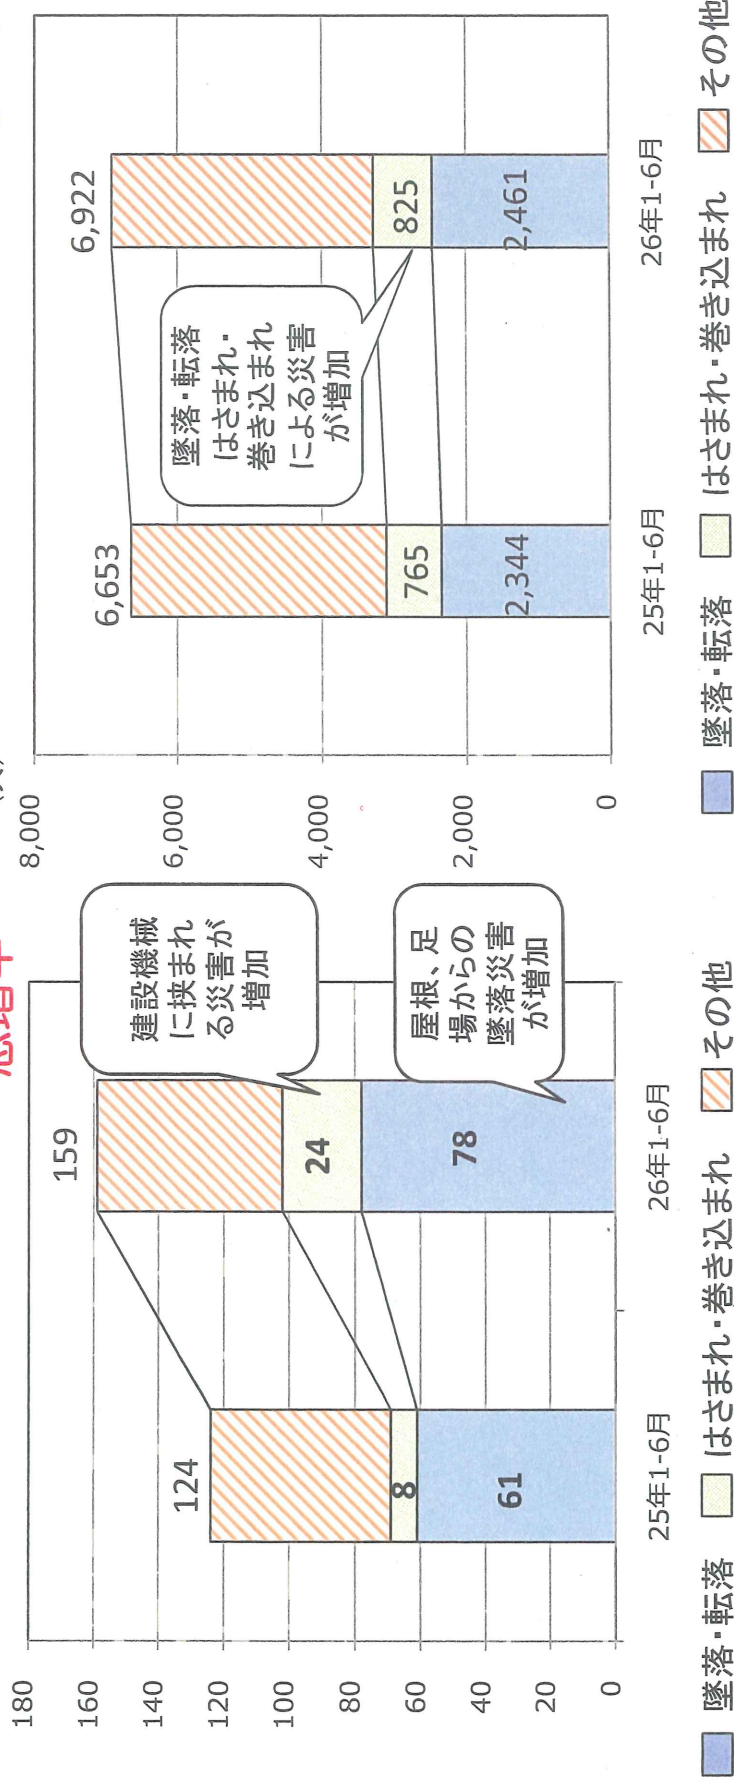 急増中
180
160
140
120
100
80
60
40
20
0
124
8
61
25年1-6月
159
24
78
26年1-6月
建設機械
に挟まれ
る災害が
増加
屋根、足
場からの
墜落災害
が増加
墜落・転落 はさまれ・巻き込まれ その他
(人)
8,000
6,000
4,000
2,000
0
6,653
765
2,344
25年1-6月
6,922
825
2,461
26年1-6月
墜落・転落
はさまれ・
巻き込まれ
による災害
が増加
墜落・転落 はさまれ・巻き込まれ その他